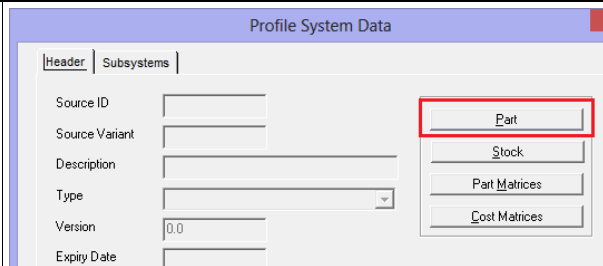 Profile System Data
Header Subsystems
Source ID
Source Variant
Description
Type
Version 0.0
Expiry Date
Part
Stock
Part Matrices
Cost Matrices